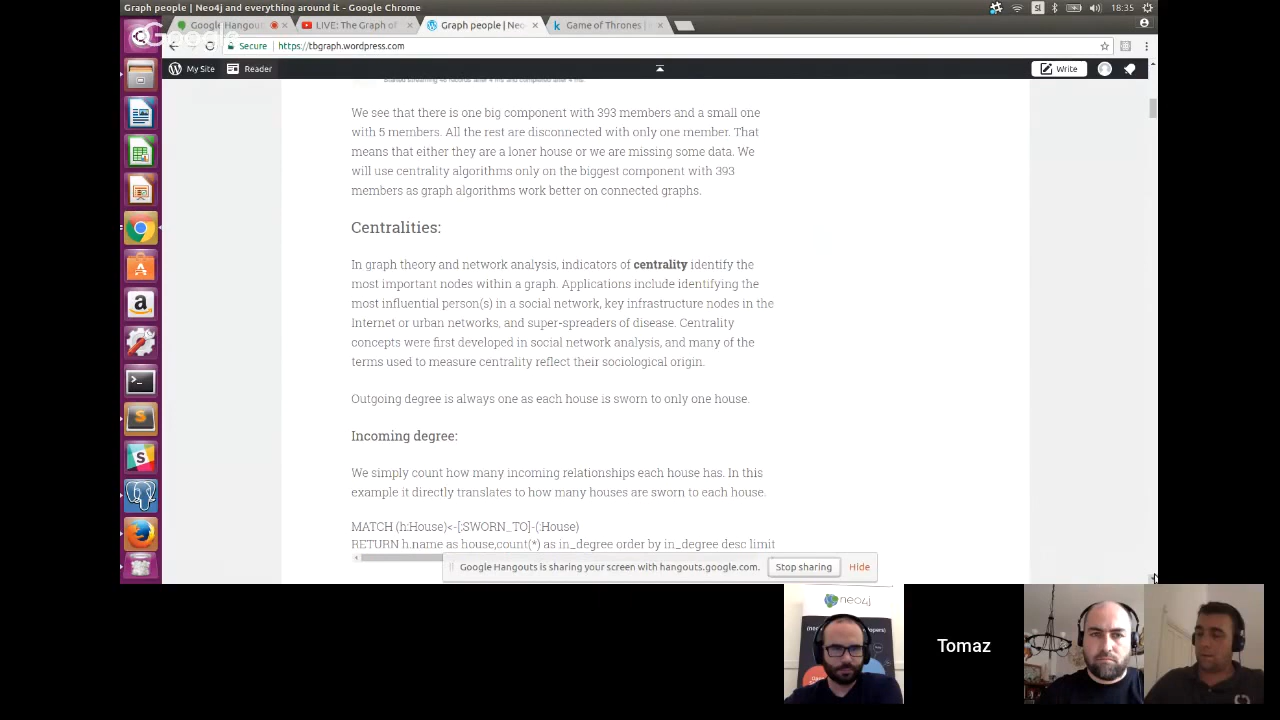 Graph people | Neo4j and everything around it - Google Chrome
Sl
18:35
Google Hangout
LIVE: The Graph of
Graph people | Neo
Game of Thrones |
Google
Secure
https://tbgraph.wordpress.com
My Site
Reader
Write
We see that there is one big component with 393 members and a small one
with 5 members. All the rest are disconnected with only one member. That
means that either they are a loner house or we are missing some data. We
will use centrality algorithms only on the biggest component with 393
members as graph algorithms work better on connected graphs.
Centralities:
In graph theory and network analysis, indicators of centrality identify the
most important nodes within a graph. Applications include identifying the
most influential person(s) in a social network, key infrastructure nodes in the
Internet or urban networks, and super-spreaders of disease. Centrality
concepts were first developed in social network analysis, and many of the
terms used to measure centrality reflect their sociological origin.
Outgoing degree is always one as each house is sworn to only one house.
Incoming degree:
We simply count how many incoming relationships each house has. In this
example it directly translates to how many houses are sworn to each house.
MATCH (h:House)<-[:SWORN_TO]-(:House)
RETURN h.name as house,count(*) as in_degree order by in_degree desc limit
Google Hangouts is sharing your screen with hangouts.google.com.
Stop sharing
Hide
neo4j
Tomaz